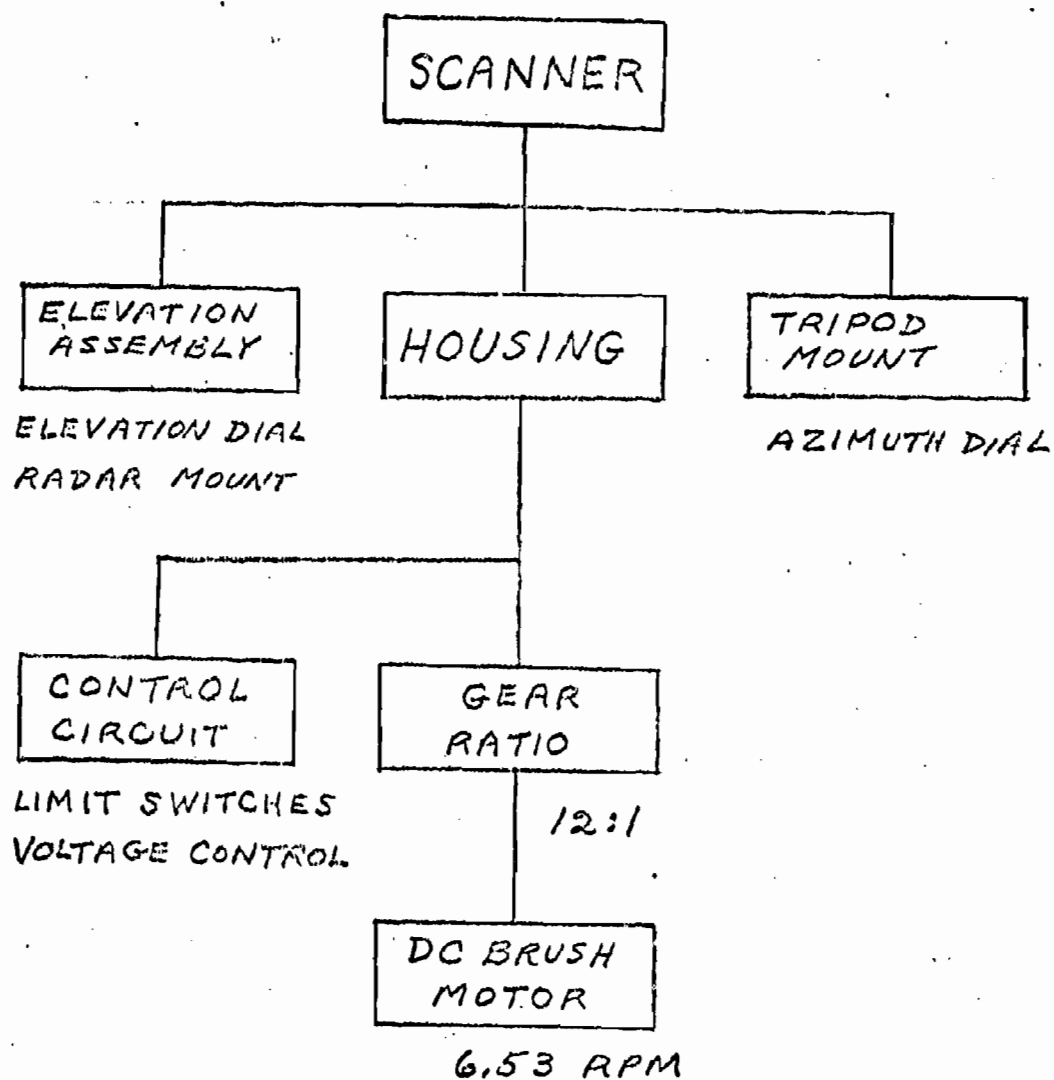 SCANNER
ELEVATION
ASSEMBLY
HOUSING
TRIPOD
MOUNT
ELEVATION DIAL
RADAR MOUNT
AZIMUTH DIAL
CONTROL
CIRCUIT
GEAR
RATIO
LIMIT SWITCHES
VOLTAGE CONTROL
12:1
DC BRUSH
MOTOR
6.53 RPM